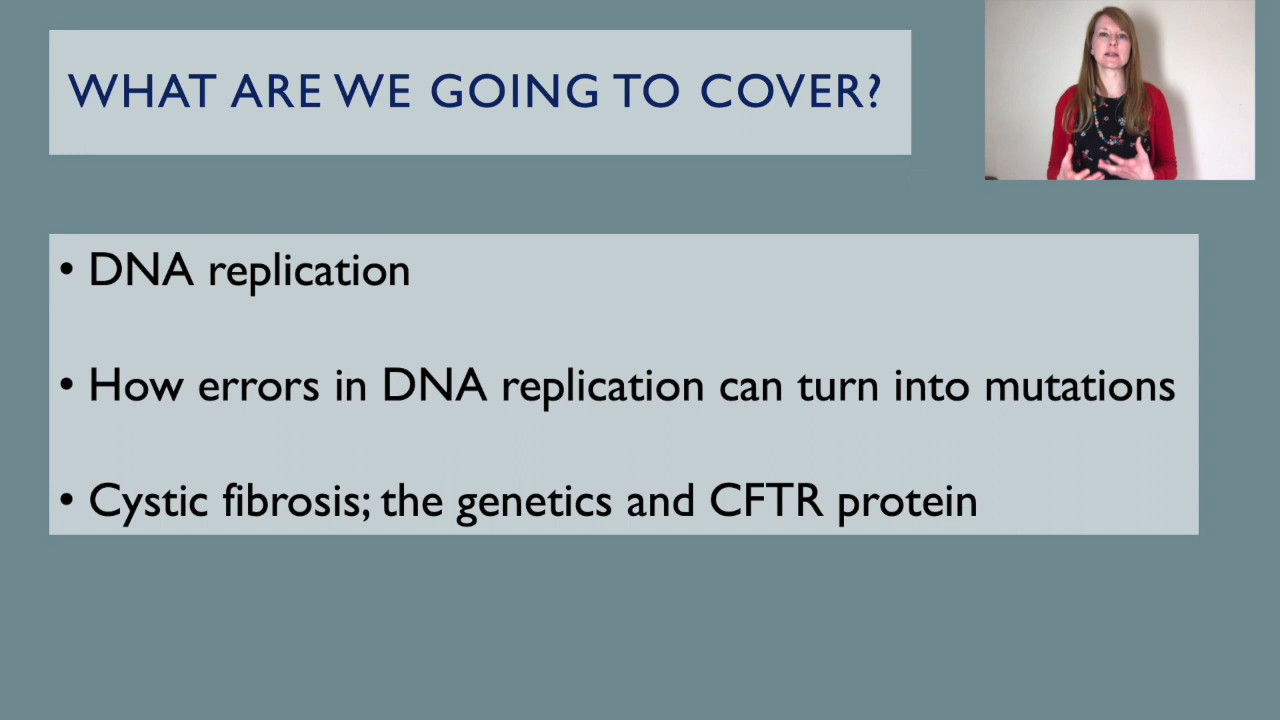 WHAT ARE WE GOING TO COVER?
• DNA replication
• How errors in DNA replication can turn into mutations
• Cystic fibrosis; the genetics and CFTR protein